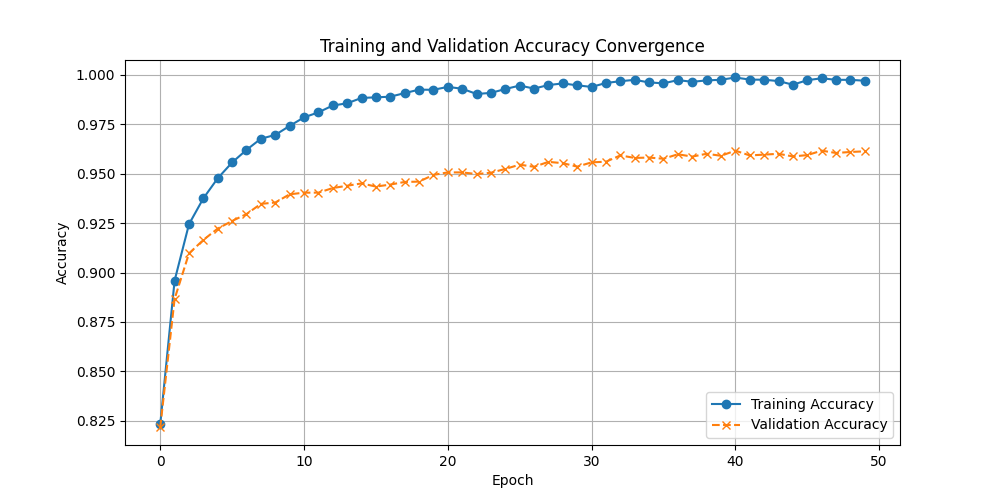 Training and Validation Accuracy Convergence
1.000
0.975
0.950
0.925
0.900
0.875
0.850
0.825
Accuracy
Training Accuracy
Validation Accuracy
0 10 20 30 40 50
Epoch